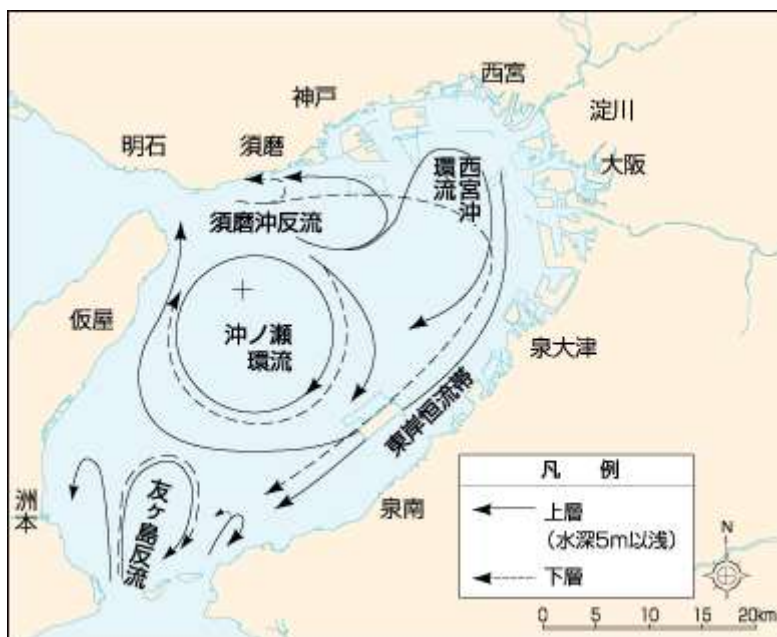 西宮
神戸
淀川
明石
須磨
大阪
西宮沖
環流
須磨沖反流
仮屋
沖ノ瀬
環流
泉大津
東岸恒流帯
凡 例
上層
(水深5m以浅)
下層
洲本
友ヶ島反流
泉南
N
0 5 10 15 20km